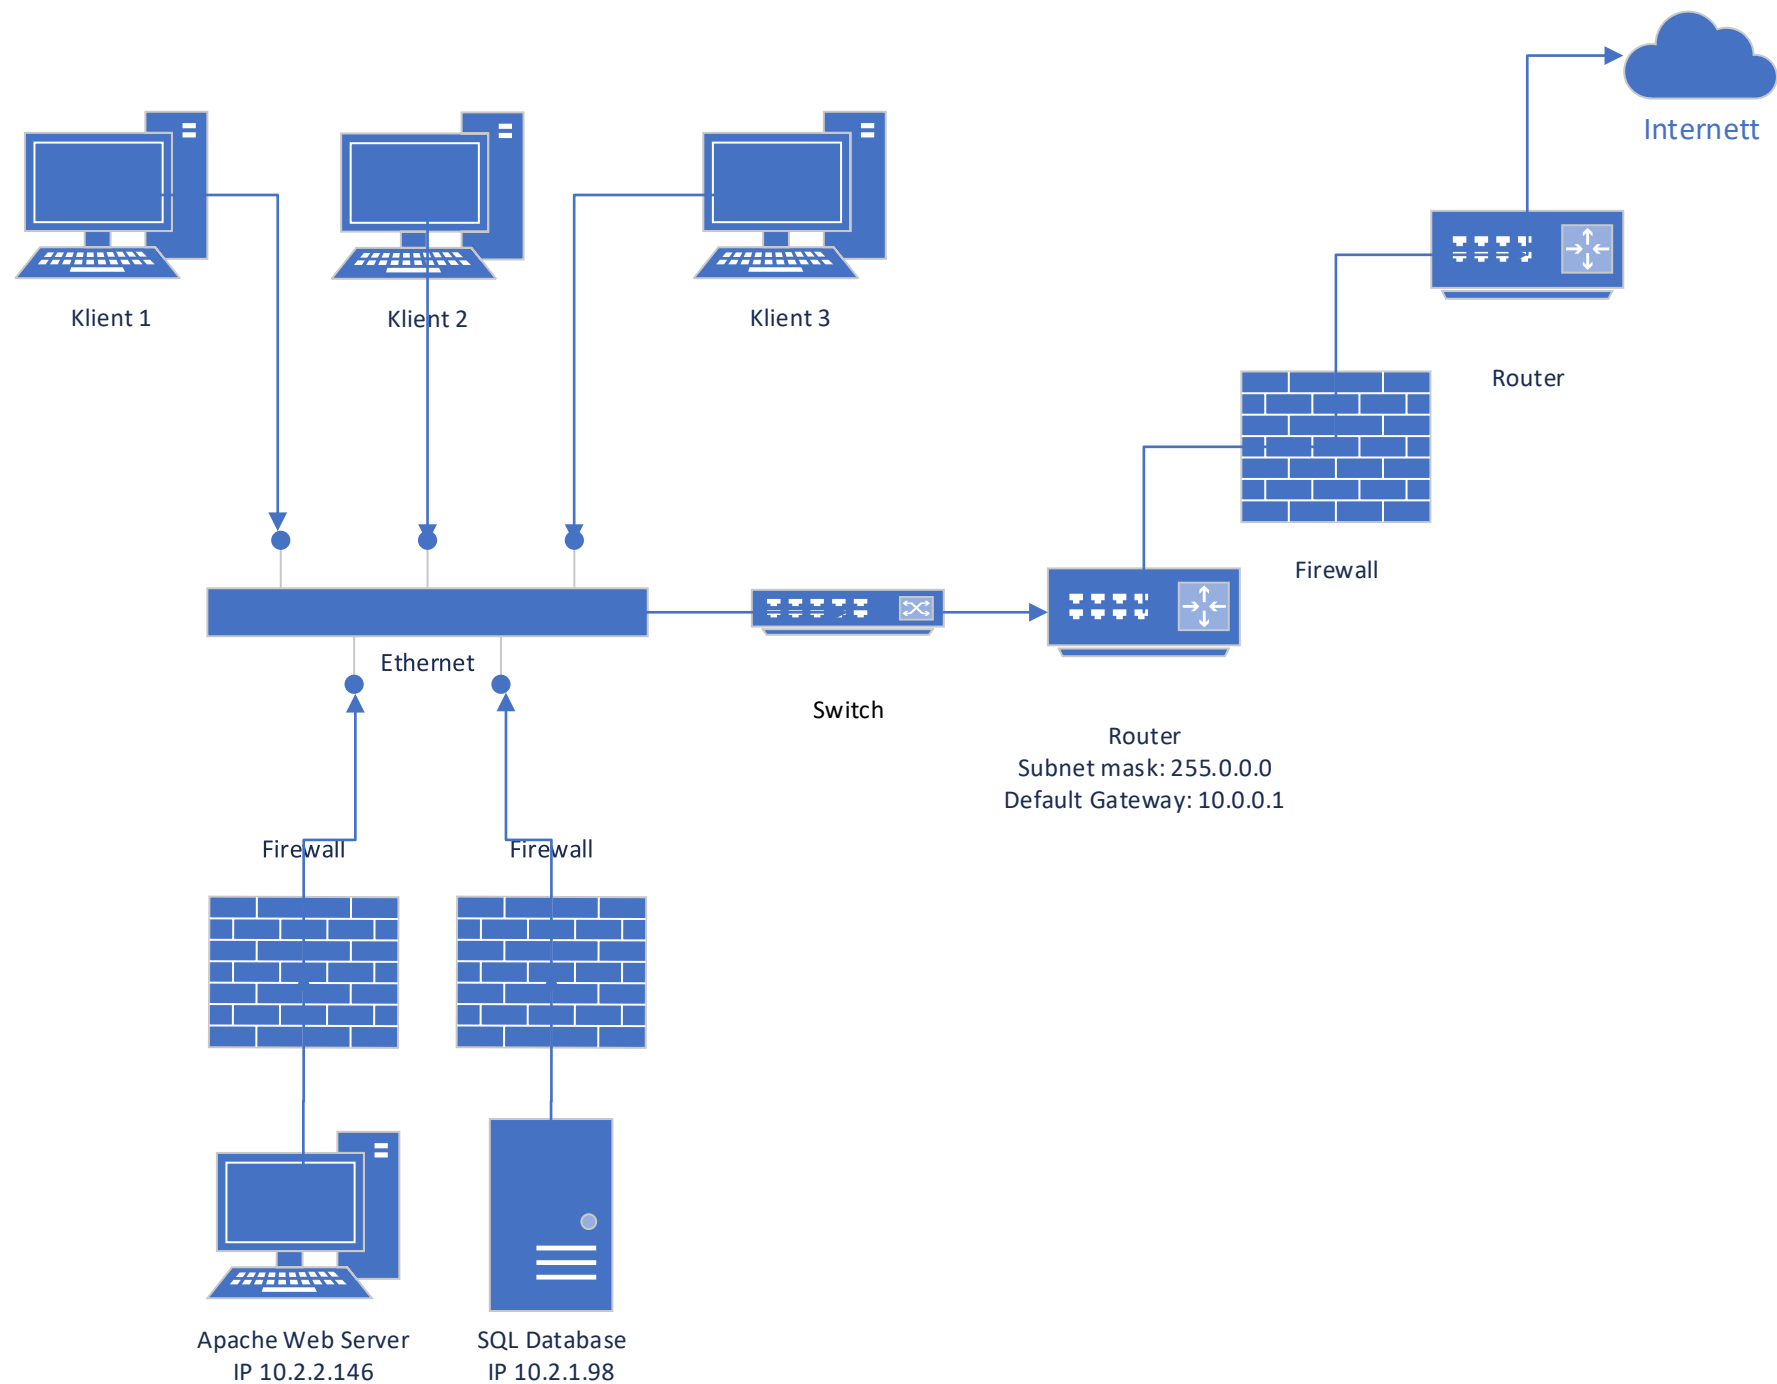 Internett
Klient 1
Klient 2
Klient 3
Router
Firewall
Ethernet
Switch
Router
Subnet mask: 255.0.0.0
Default Gateway: 10.0.0.1
Firewall
Firewall
Apache Web Server
IP 10.2.2.146
SQL Database
IP 10.2.1.98